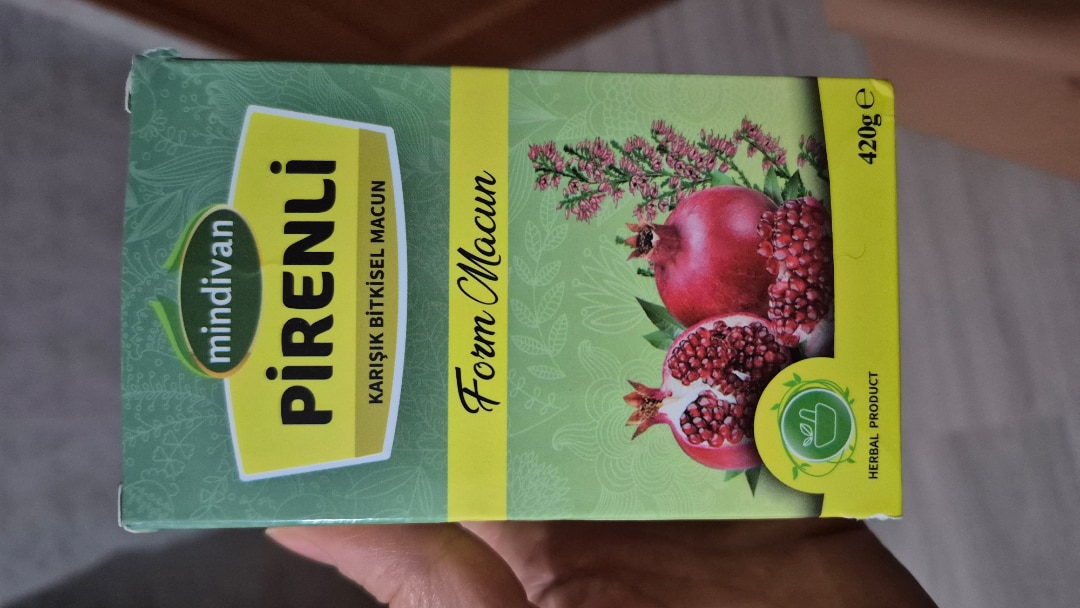 mindivan
PİRENLİ
KARIŞIK BİTKİSEL MACUN
Form Macun
HERBAL PRODUCT
420g ℮